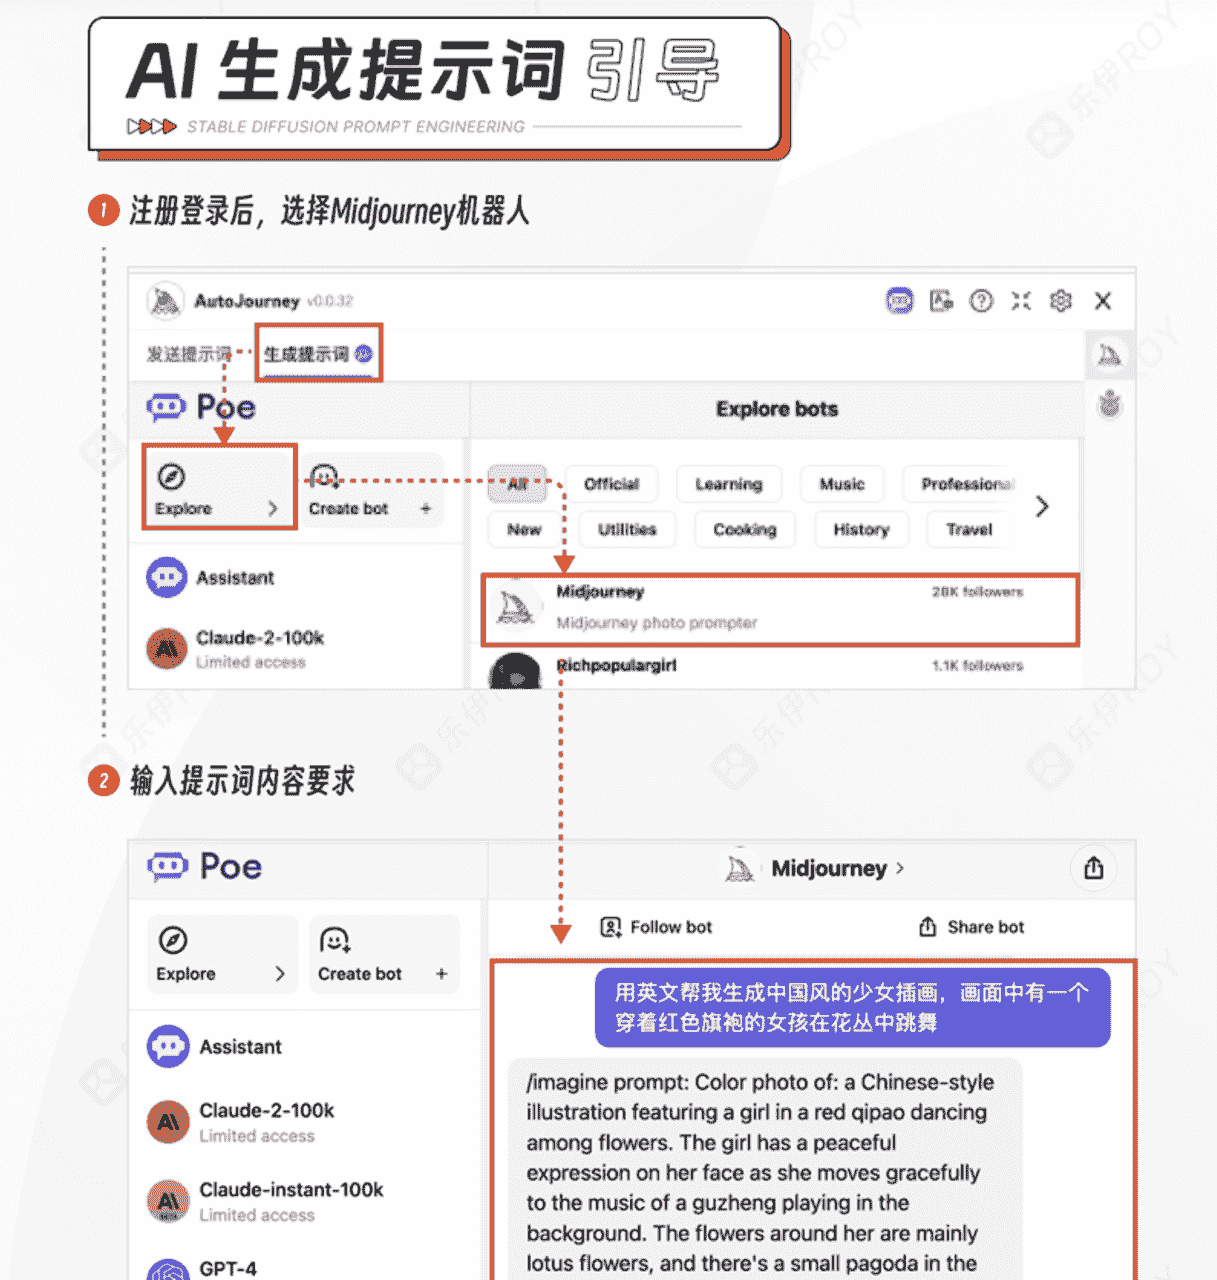 AI 生成提示词 引导
STABLE DIFFUSION PROMPT ENGINEERING
1 注册登录后，选择Midjourney机器人
AutoJourney v0.0.32
发送提示词 生成提示词
Poe
Explore bots
Explore
Create bot +
All Official Learning Music Professional
New Utilities Cooking History Travel
Assistant
Claude-2-100k
Limited access
Midjourney 28K followers
Midjourney photo prompter
Richpopulargirl 1.1K followers
2 输入提示词内容要求
Poe
Midjourney
Explore
Create bot +
Follow bot Share bot
Assistant
Claude-2-100k
Limited access
Claude-instant-100k
Limited access
GPT-4
用英文帮我生成中国风的少女插画，画面中有一个
穿着红色旗袍的女孩在花丛中跳舞
/imagine prompt: Color photo of: a Chinese-style
illustration featuring a girl in a red qipao dancing
among flowers. The girl has a peaceful
expression on her face as she moves gracefully
to the music of a guzheng playing in the
background. The flowers around her are mainly
lotus flowers, and there's a small pagoda in the
乐伊ROY